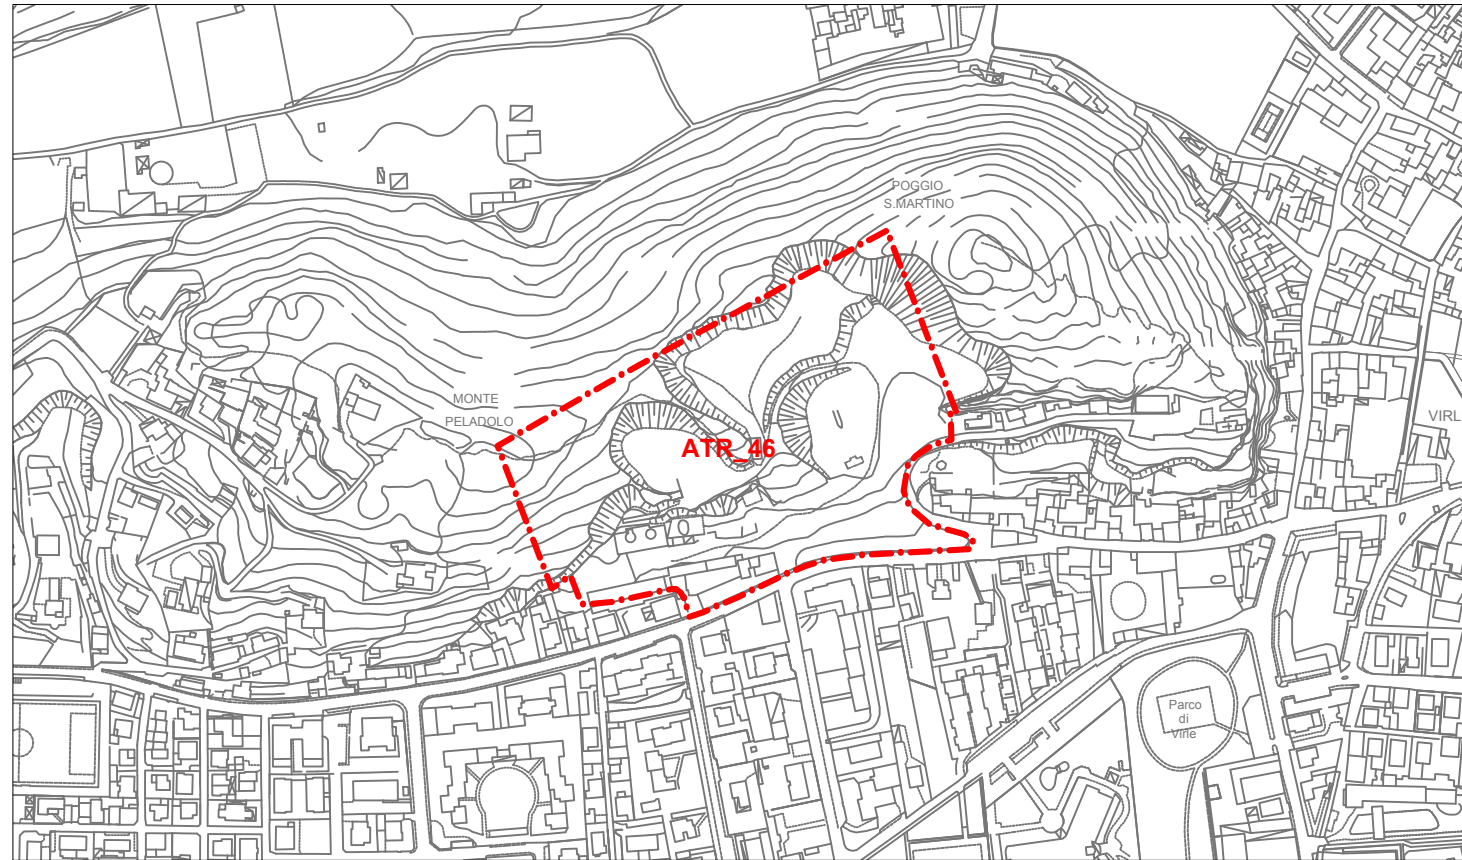 POGGIO
S.MARTINO
MONTE
PELADOLO
ATR_46
VIRL
Parco
di
Virle